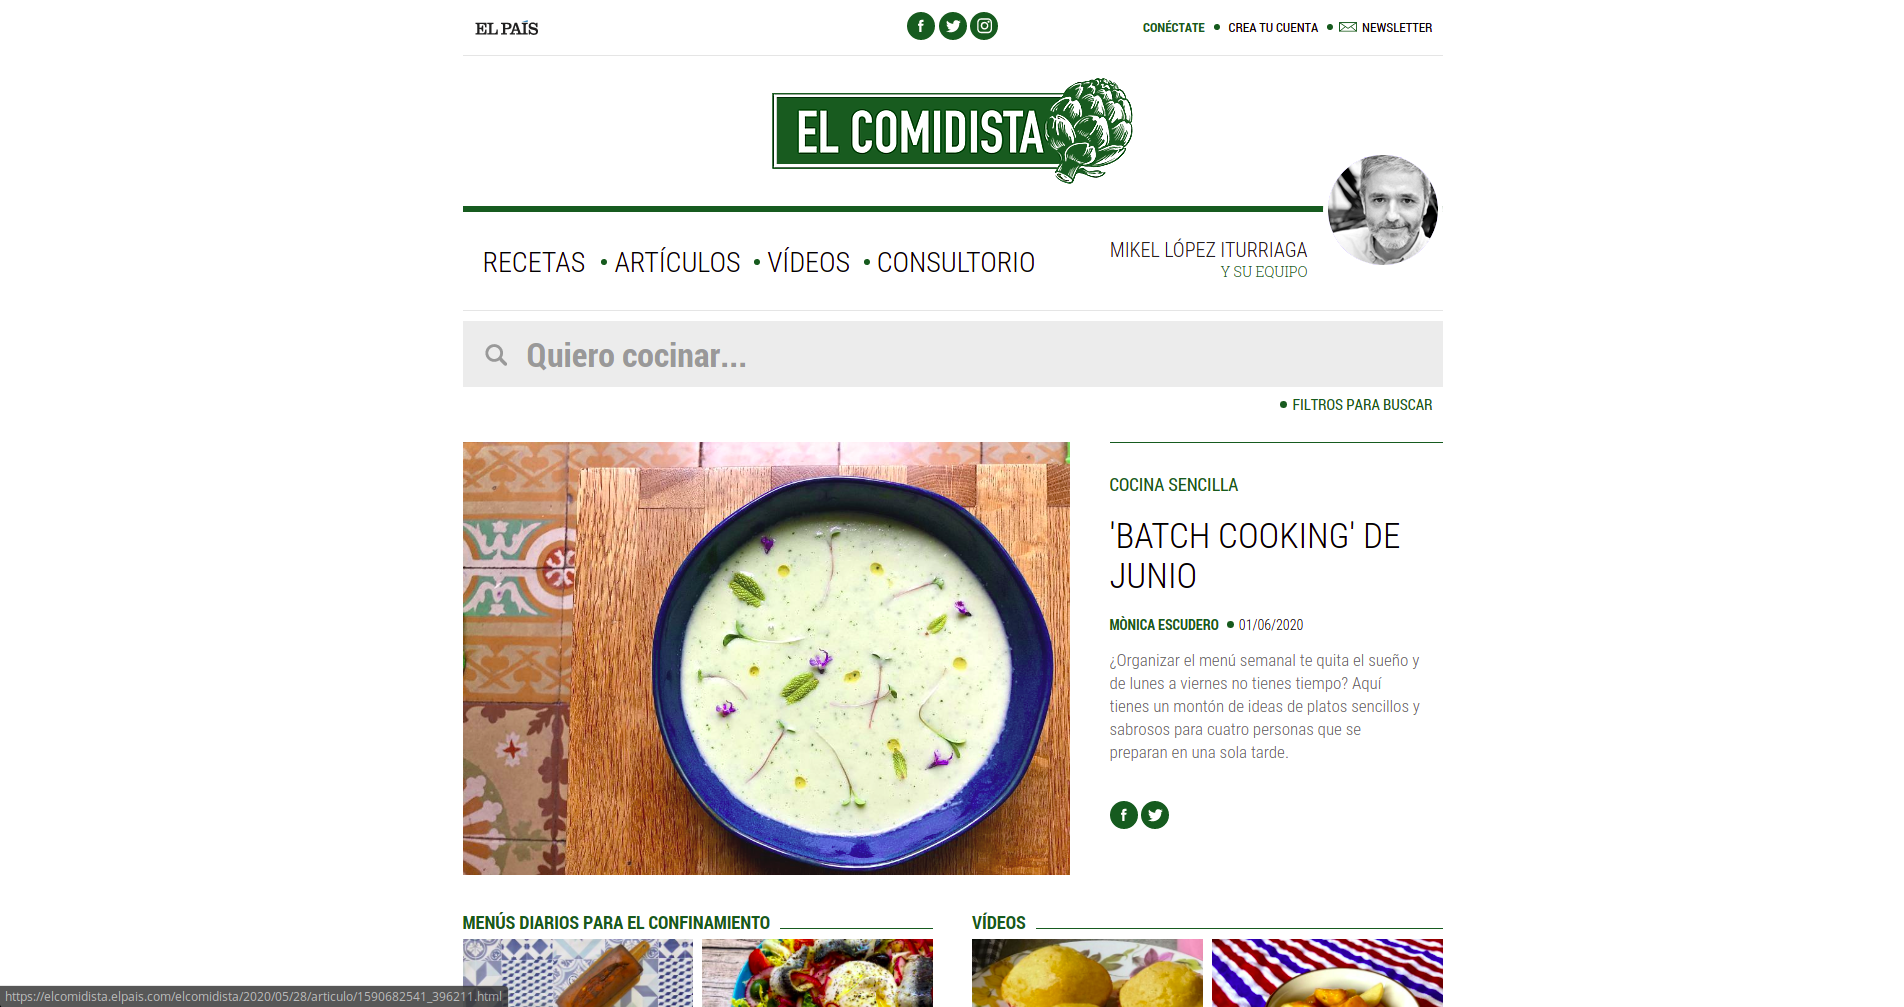 EL PAÍS
CONÉCTATE • CREA TU CUENTA • NEWSLETTER
EL COMIDISTA
RECETAS • ARTÍCULOS • VÍDEOS • CONSULTORIO
MIKEL LÓPEZ ITURRIAGA
Y SU EQUIPO
Quiero cocinar...
• FILTROS PARA BUSCAR
COCINA SENCILLA
'BATCH COOKING' DE
JUNIO
MÒNICA ESCUDERO • 01/06/2020
¿Organizar el menú semanal te quita el sueño y
de lunes a viernes no tienes tiempo? Aquí
tienes un montón de ideas de platos sencillos y
sabrosos para cuatro personas que se
preparan en una sola tarde.
MENÚS DIARIOS PARA EL CONFINAMIENTO
VÍDEOS
https://elcomidista.elpais.com/elcomidista/2020/05/28/articulo/1590682541_396211.html